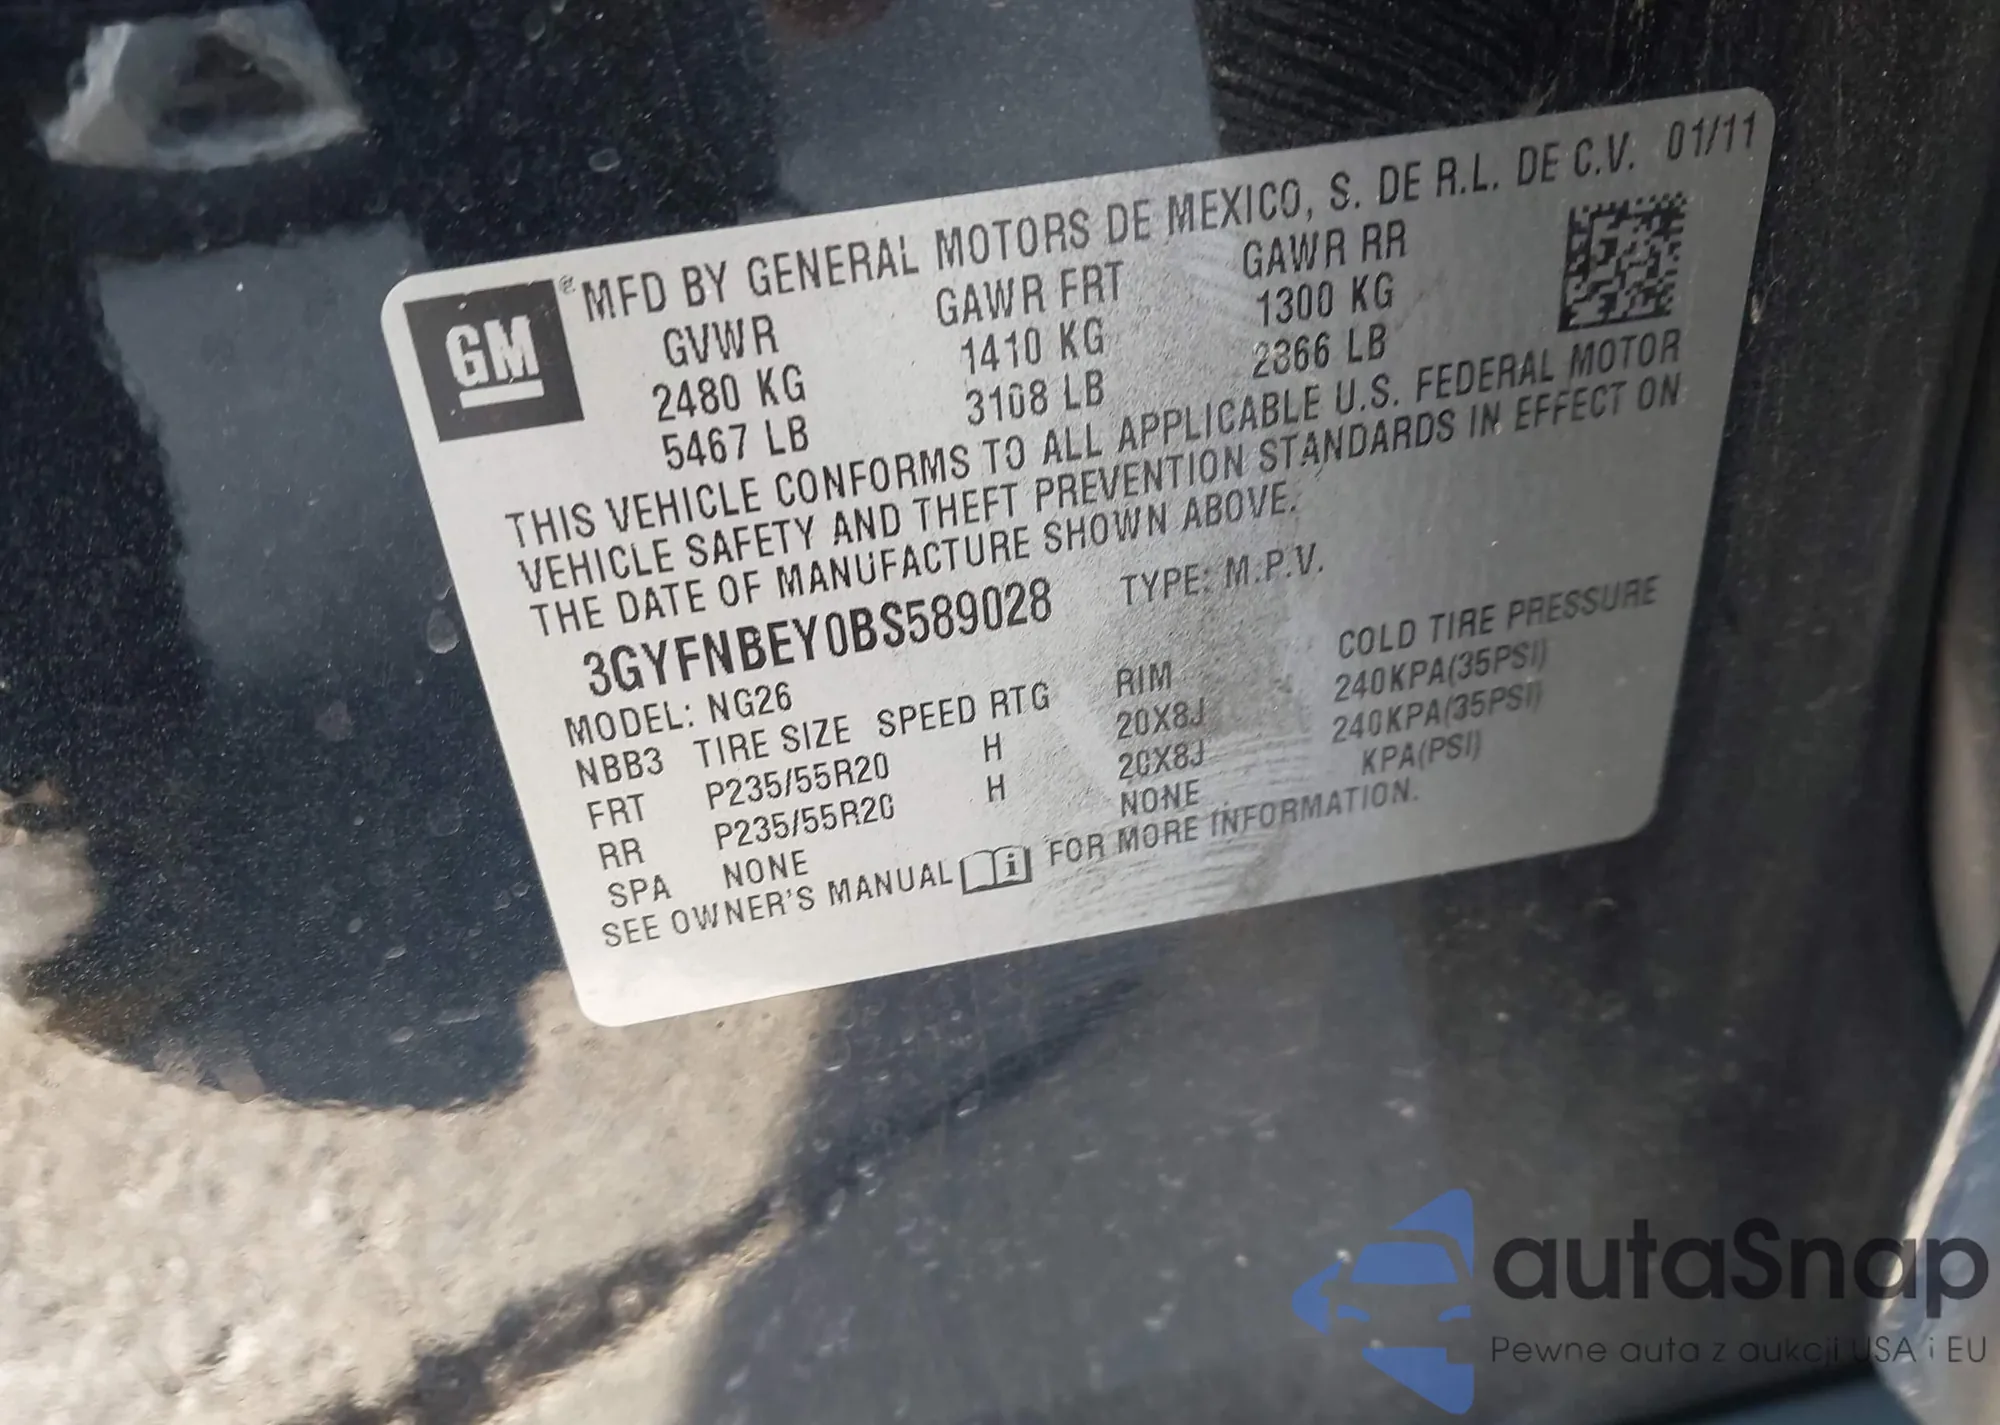 GM
® MFD BY GENERAL MOTORS DE MEXICO, S. DE R.L. DE C.V. 01/11
GVWR GAWR FRT GAWR RR
2480 KG 1410 KG 1300 KG
5467 LB 3108 LB 2866 LB
THIS VEHICLE CONFORMS TO ALL APPLICABLE U.S. FEDERAL MOTOR
VEHICLE SAFETY AND THEFT PREVENTION STANDARDS IN EFFECT ON
THE DATE OF MANUFACTURE SHOWN ABOVE.
3GYFNBEY0BS589028 TYPE: M.P.V.
MODEL: NG26
NBB3 TIRE SIZE SPEED RTG RIM COLD TIRE PRESSURE
FRT P235/55R20 H 20X8J 240KPA(35PSI)
RR P235/55R20 H 20X8J 240KPA(35PSI)
SPA NONE NONE KPA(PSI)
SEE OWNER'S MANUAL i FOR MORE INFORMATION.
autaSnap
Pewne auta z aukcji USA i EU